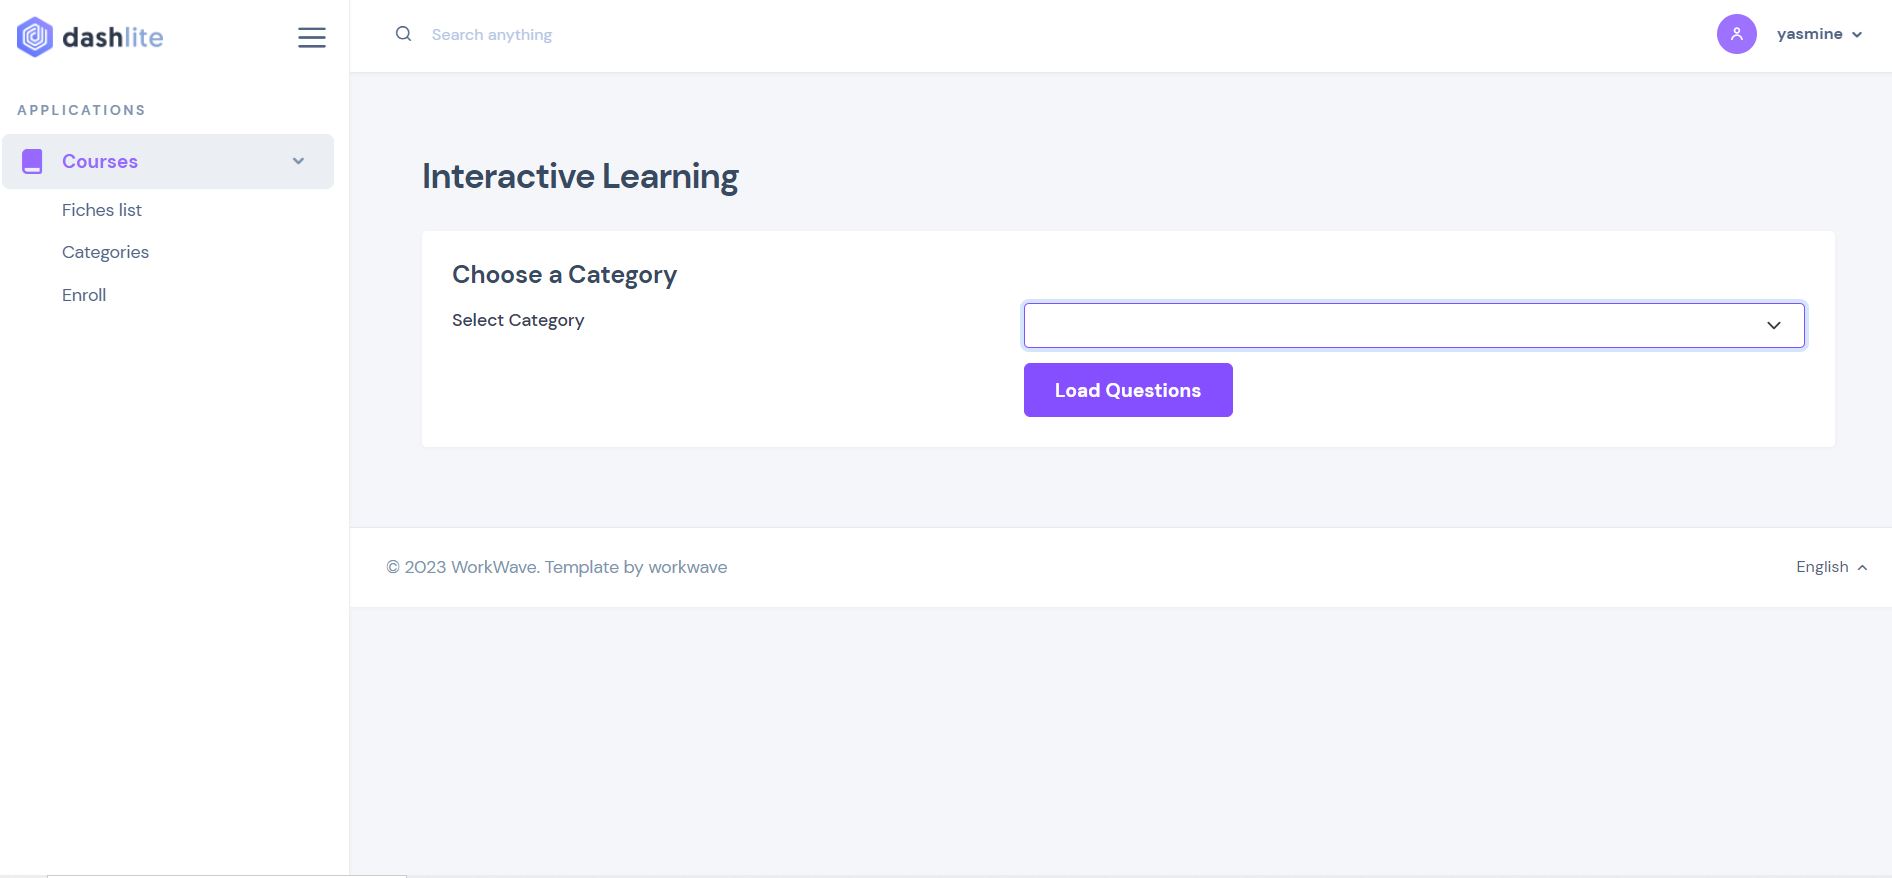 dashlite
Search anything
yasmine
APPLICATIONS
Courses
Fiches list
Categories
Enroll
Interactive Learning
Choose a Category
Select Category
Load Questions
© 2023 WorkWave. Template by workwave
English